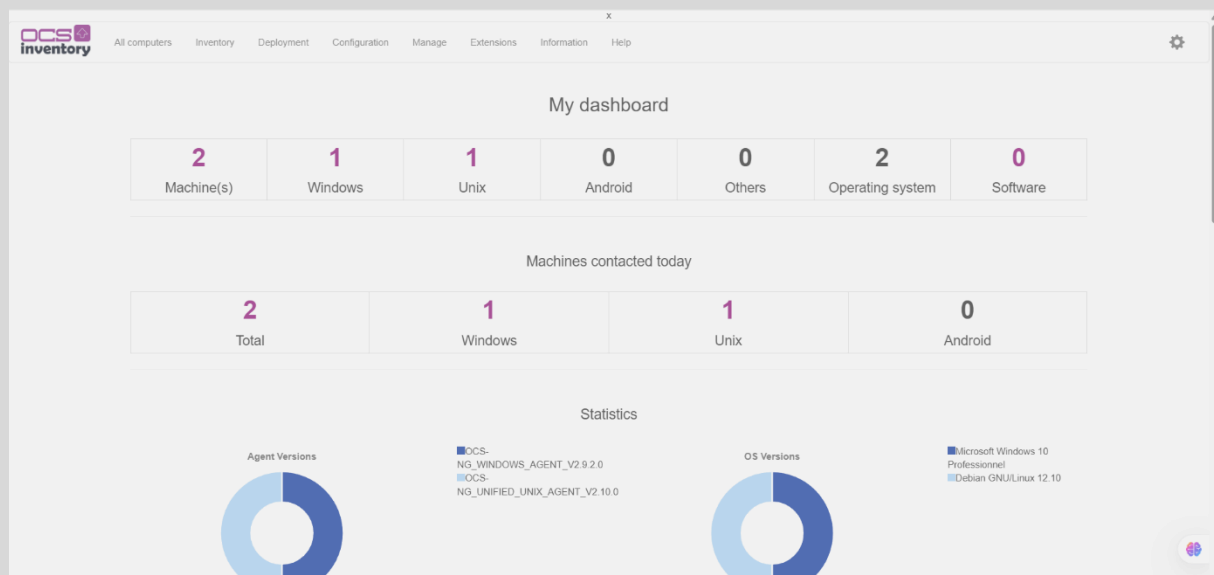 x
OCS
inventory
All computers Inventory Deployment Configuration Manage Extensions Information Help
My dashboard
2 1 1 0 0 2 0
Machine(s) Windows Unix Android Others Operating system Software
Machines contacted today
2 1 1 0
Total Windows Unix Android
Statistics
Agent Versions
OCS-
NG_WINDOWS_AGENT_V2.9.2.0
OCS-
NG_UNIFIED_UNIX_AGENT_V2.10.0
OS Versions
Microsoft Windows 10
Professionnel
Debian GNU/Linux 12.10